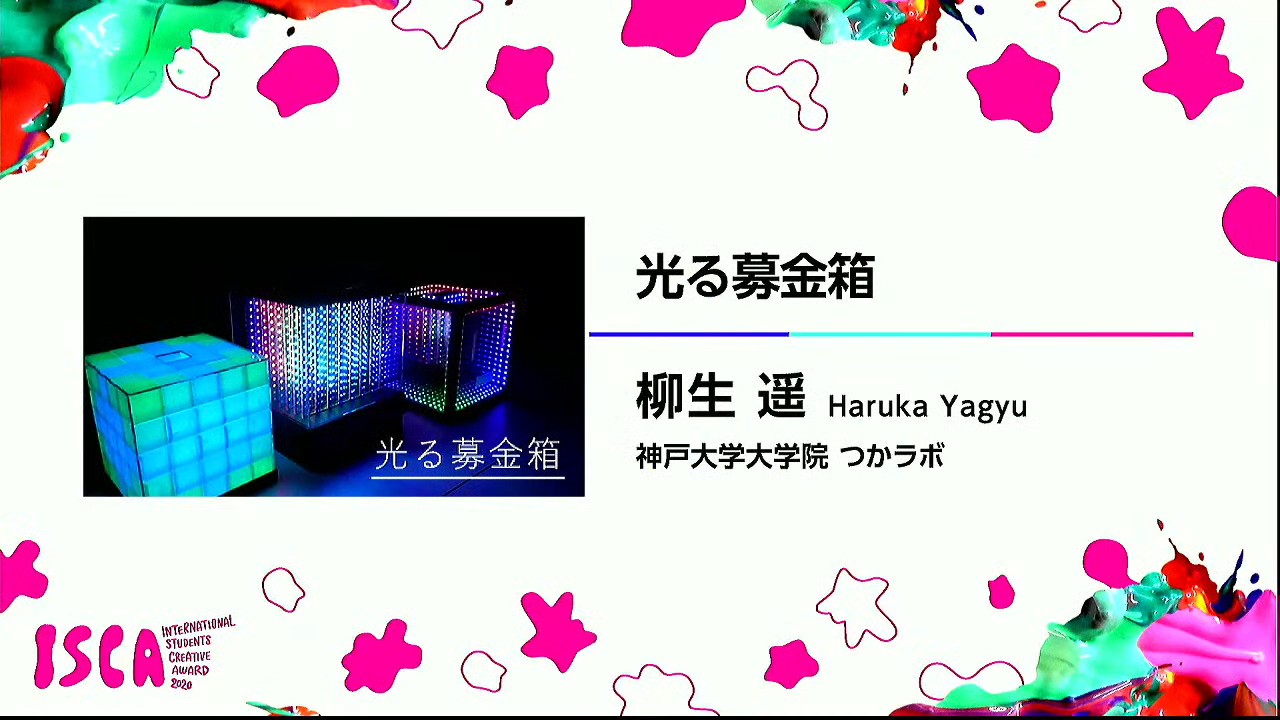 光る募金箱
光る募金箱
柳生 遥 Haruka Yagyu
神戸大学大学院 つかラボ
ISCA
INTERNATIONAL
STUDENTS
CREATIVE
AWARD
2020